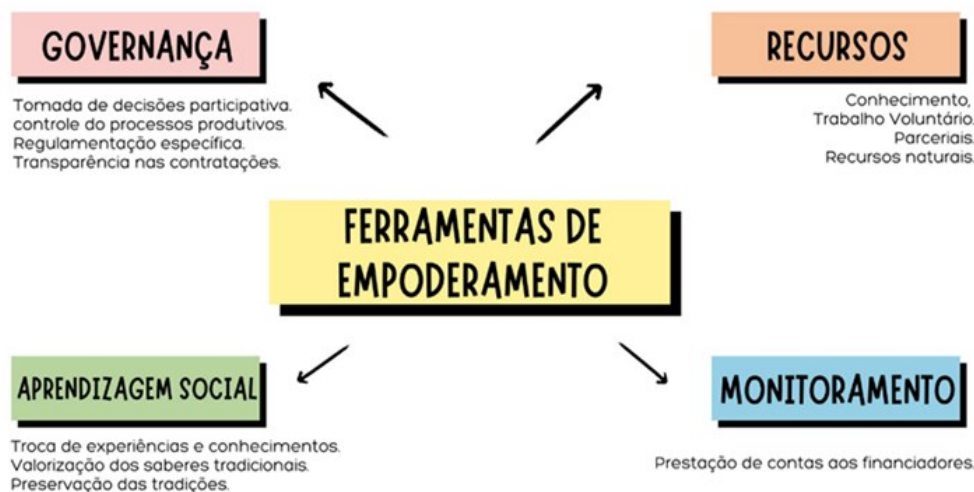 GOVERNANÇA
Tomada de decisões participativa.
controle do processos produtivos.
Regulamentação específica.
Transparência nas contratações.
RECURSOS
Conhecimento,
Trabalho Voluntário.
Parceriais.
Recursos naturais.
FERRAMENTAS DE
EMPODERAMENTO
APRENDIZAGEM SOCIAL
Troca de experiências e conhecimentos.
Valorização dos saberes tradicionais.
Preservação das tradições.
MONITORAMENTO
Prestação de contas aos financiadores.